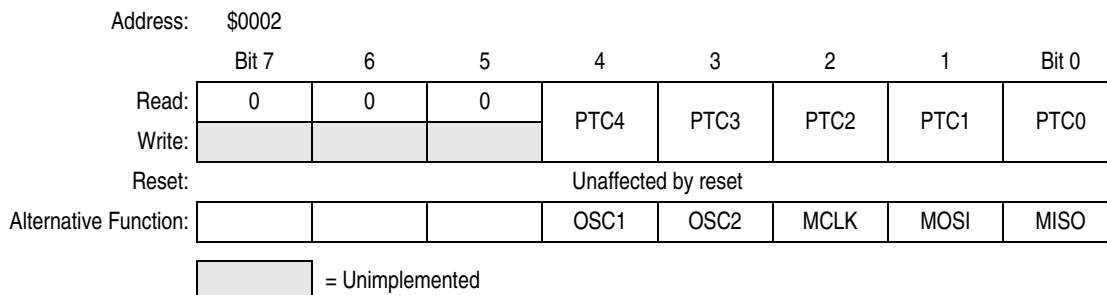 Address: $0002
Bit 7 6 5 4 3 2 1 Bit 0
Read: 0 0 0 PTC4 PTC3 PTC2 PTC1 PTC0
Write:
Reset: Unaffected by reset
Alternative Function: OSC1 OSC2 MCLK MOSI MISO
= Unimplemented